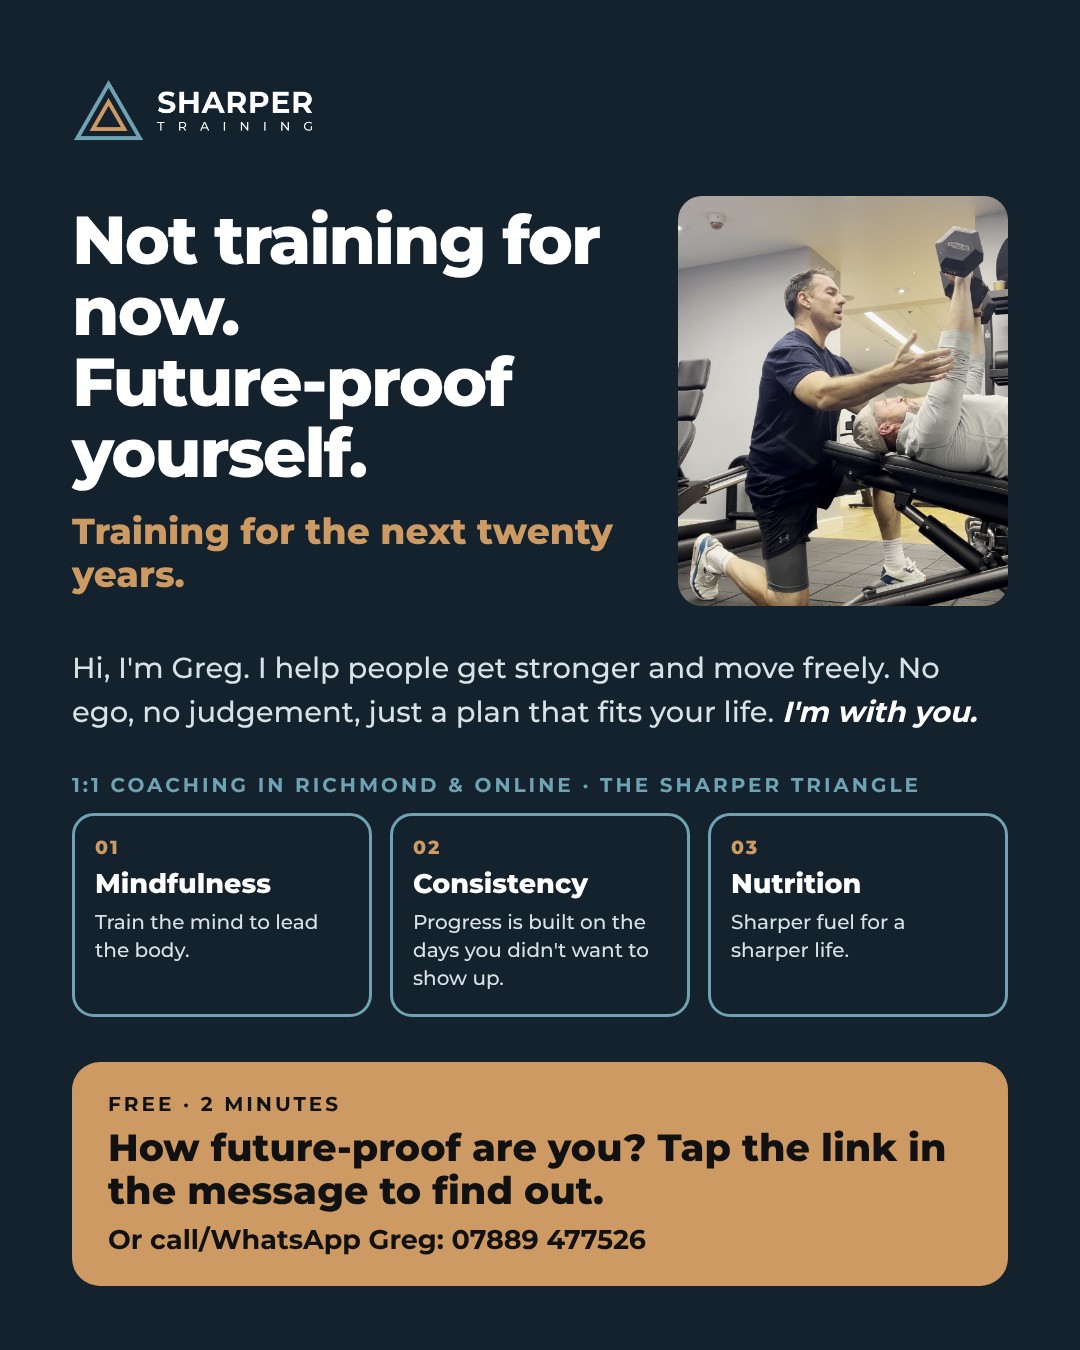 SHARPER
TRAINING
Not training for
now.
Future-proof
yourself.
Training for the next twenty
years.
Hi, I'm Greg. I help people get stronger and move freely. No
ego, no judgement, just a plan that fits your life. I'm with you.
1:1 COACHING IN RICHMOND & ONLINE · THE SHARPER TRIANGLE
01
Mindfulness
Train the mind to lead
the body.
02
Consistency
Progress is built on the
days you didn't want to
show up.
03
Nutrition
Sharper fuel for a
sharper life.
FREE · 2 MINUTES
How future-proof are you? Tap the link in
the message to find out.
Or call/WhatsApp Greg: 07889 477526